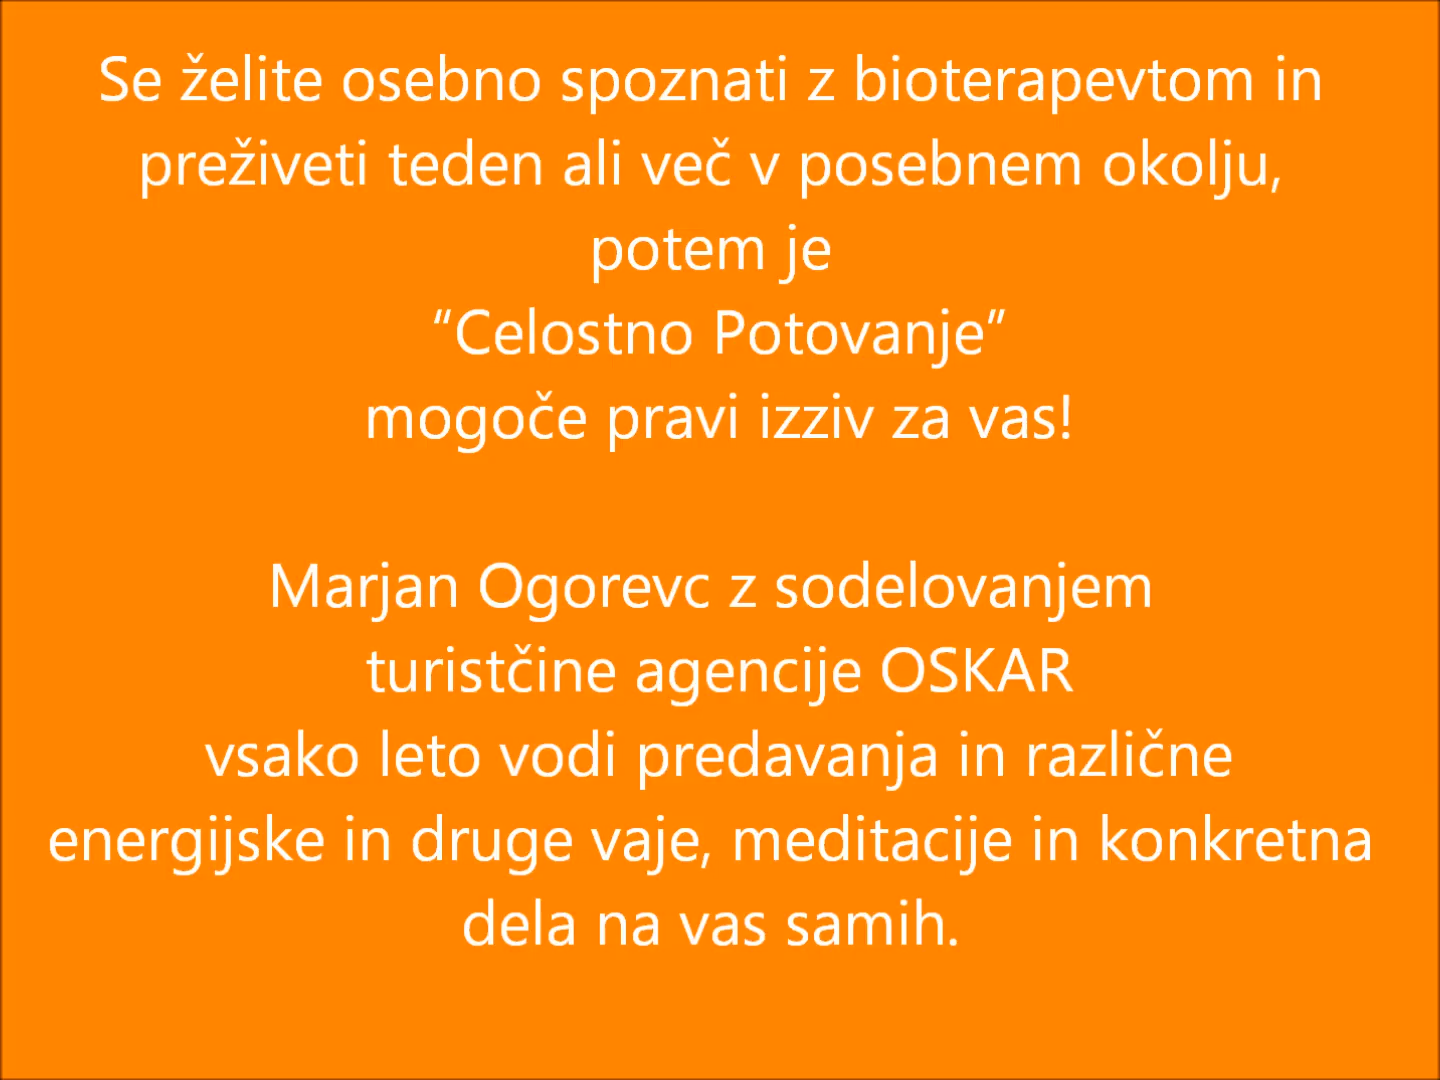 Se želite osebno spoznati z bioterapevtom in
preživeti teden ali več v posebnem okolju,
potem je
“Celostno Potovanje”
mogoče pravi izziv za vas!
Marjan Ogorevc z sodelovanjem
turistčine agencije OSKAR
vsako leto vodi predavanja in različne
energijske in druge vaje, meditacije in konkretna
dela na vas samih.